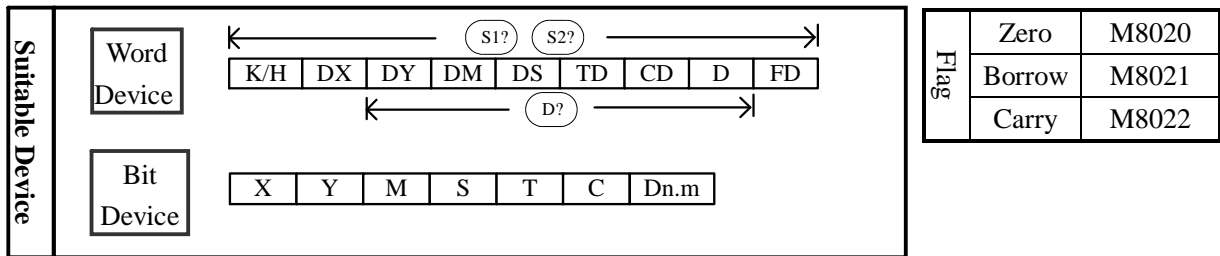 Suitable Device
Word Device
S1? S2?
K/H DX DY DM DS TD CD D FD
D?
Bit Device
X Y M S T C Dn.m
Flag
Zero M8020
Borrow M8021
Carry M8022